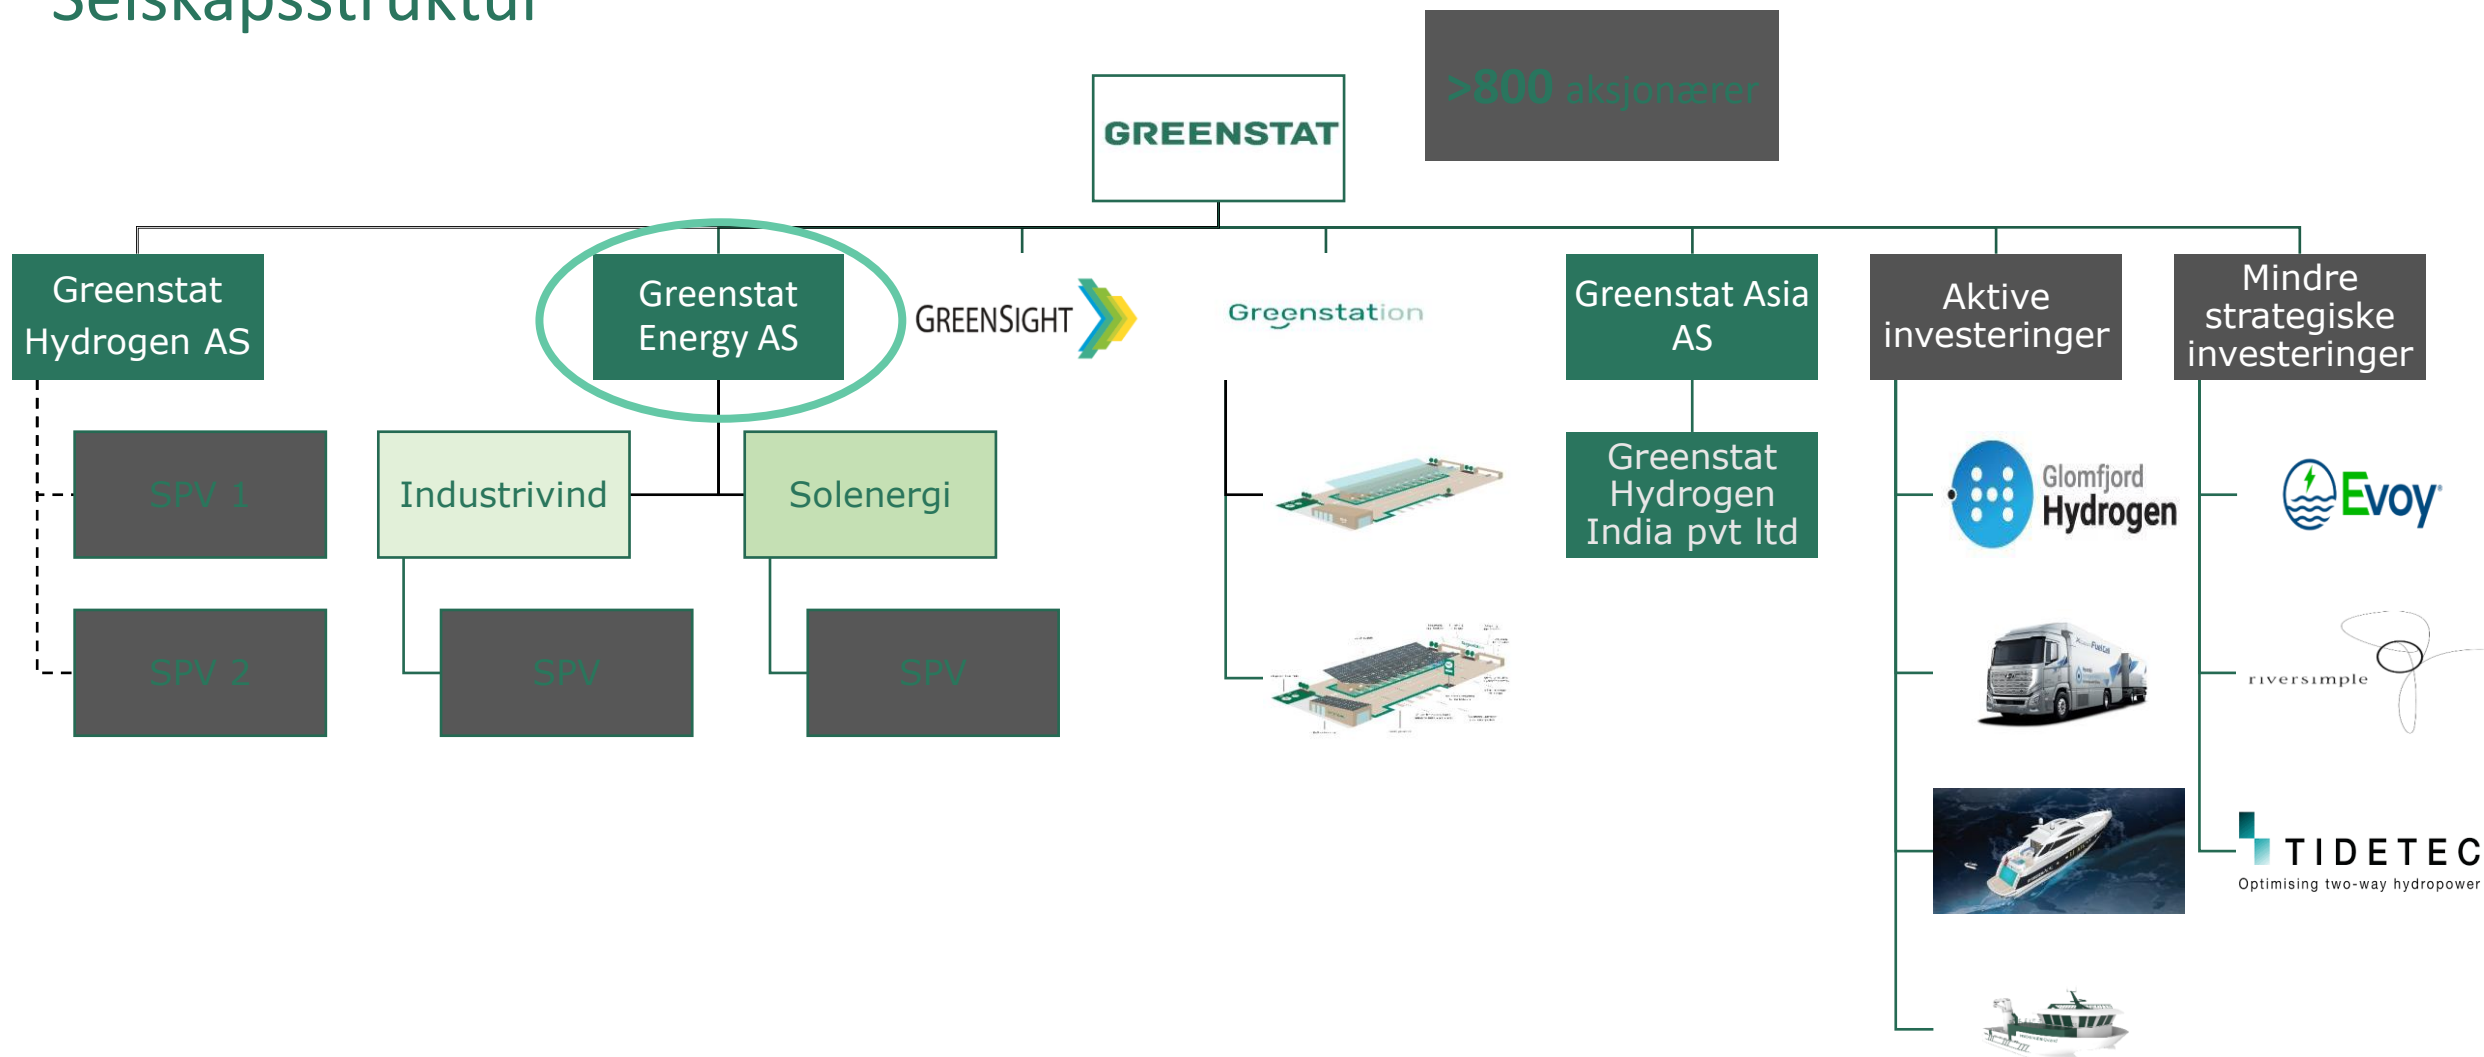 Selskapsstruktur
>800 aksjonærer
GREENSTAT
Greenstat
Hydrogen AS
Greenstat
Energy AS
GREENSIGHT
Greenstation
Greenstat Asia
AS
Aktive
investeringer
Mindre
strategiske
investeringer
SPV 1
Industrivind
Solenergi
Greenstat
Hydrogen
India pvt ltd
Glomfjord
Hydrogen
Evoy
SPV 2
SPV
SPV
FuelCell
riversimple
TIDETEC
Optimising two-way hydropower